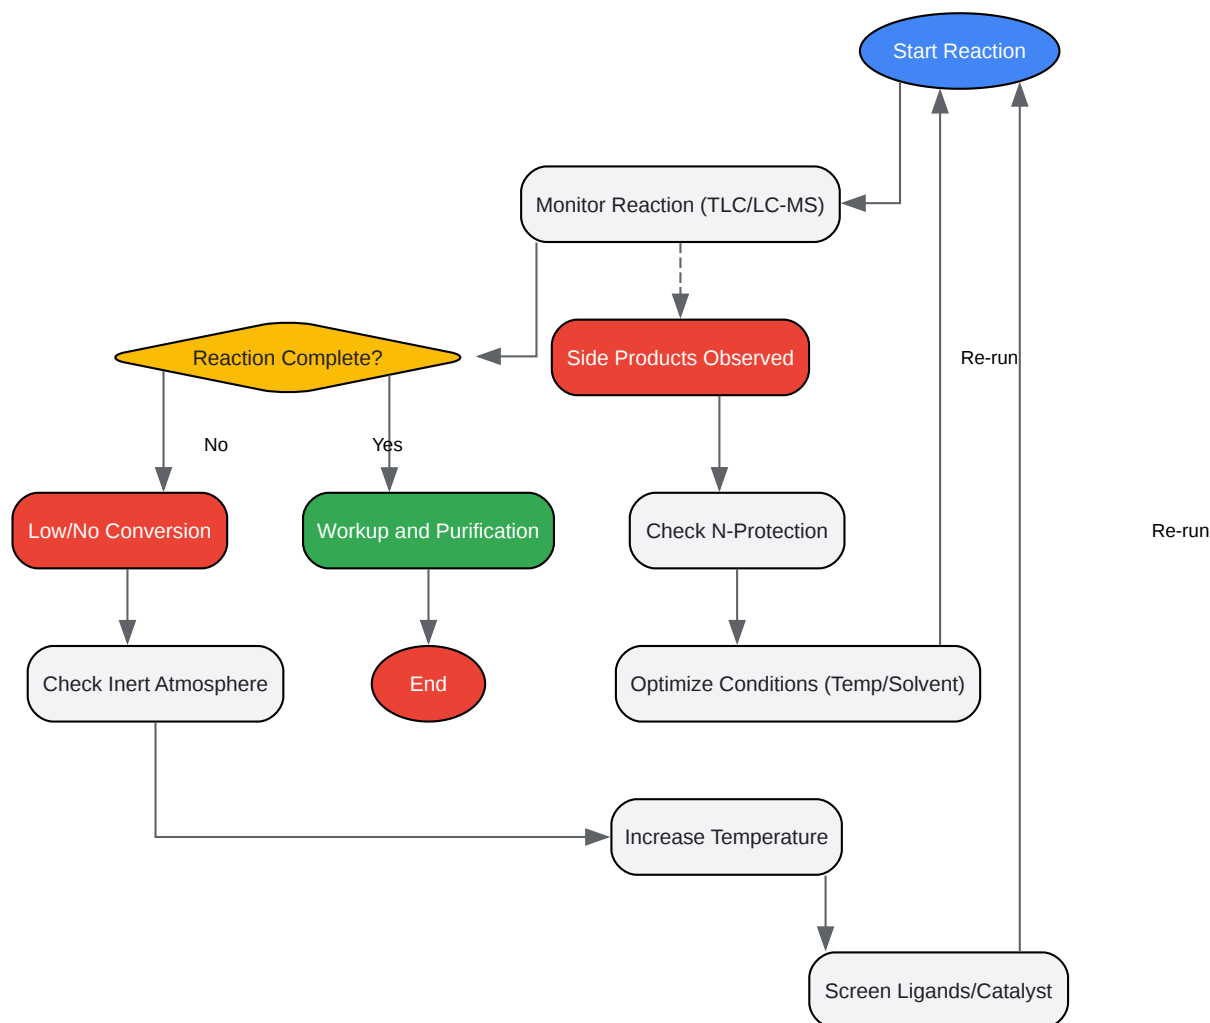 Start Reaction
Monitor Reaction (TLC/LC-MS)
Reaction Complete?
Side Products Observed
Re-run
No
Yes
Low/No Conversion
Workup and Purification
Check N-Protection
Re-run
Check Inert Atmosphere
End
Optimize Conditions (Temp/Solvent)
Increase Temperature
Screen Ligands/Catalyst